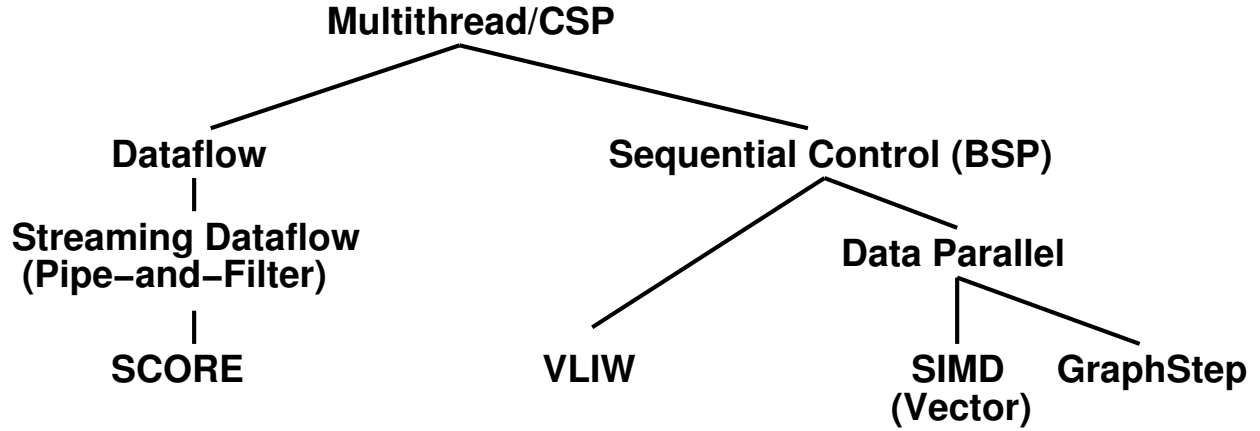 Multithread/CSP
Dataflow
Sequential Control (BSP)
Streaming Dataflow
(Pipe−and−Filter)
Data Parallel
SCORE
VLIW
SIMD
(Vector)
GraphStep